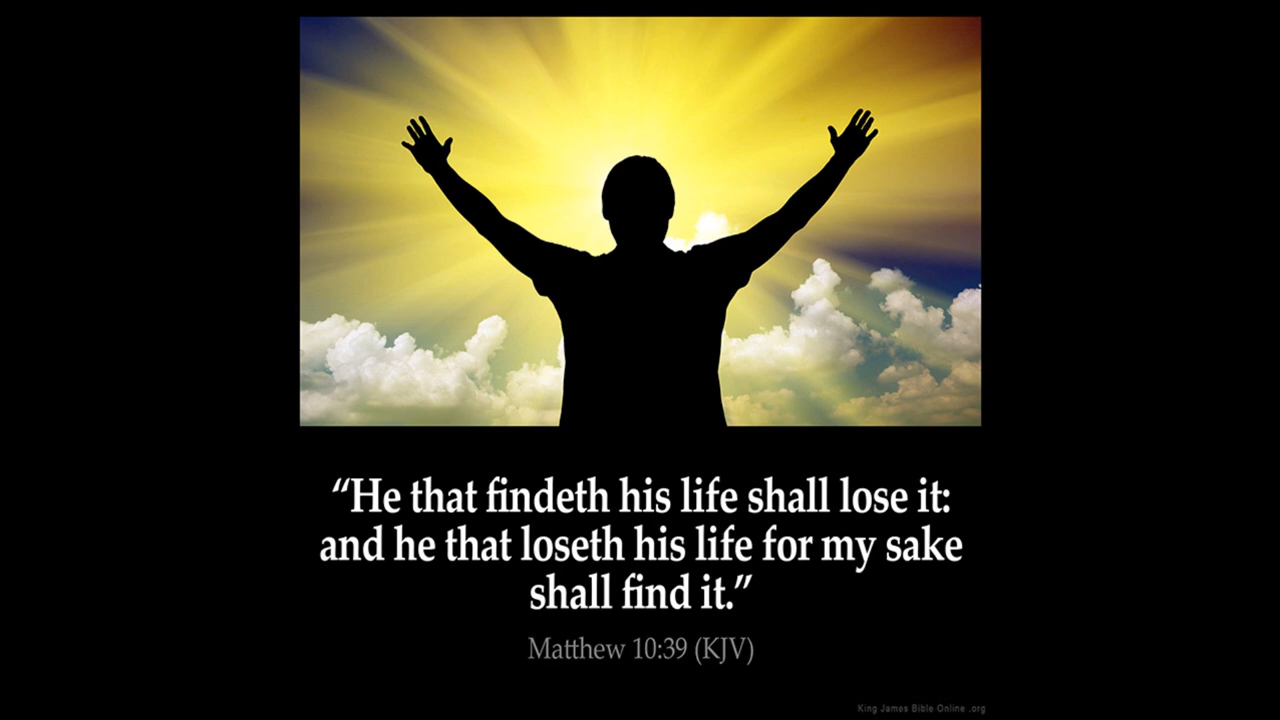 “He that findeth his life shall lose it:
and he that loseth his life for my sake
shall find it.”
Matthew 10:39 (KJV)
King James Bible Online .org